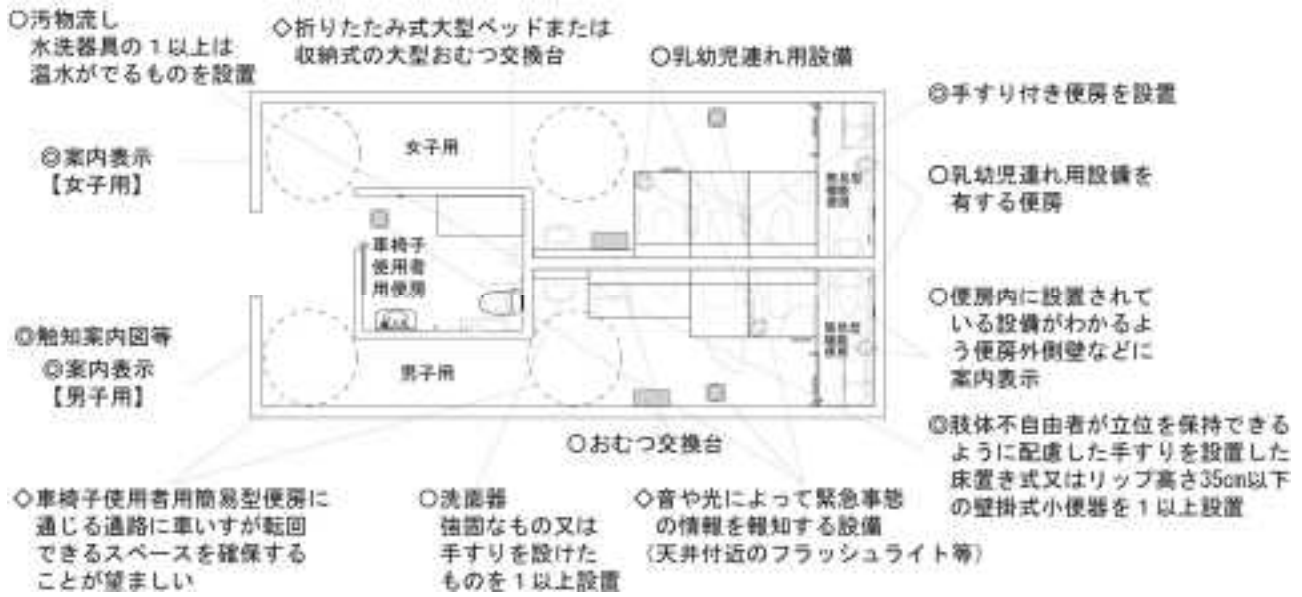 ○汚物流し
水洗器具の１以上は
温水がでるものを設置
◇折りたたみ式大型ベッドまたは
収納式の大型おむつ交換台
○乳幼児連れ用設備
◎手すり付き便房を設置
◎案内表示
【女子用】
女子用
○乳幼児連れ用設備を
有する便房
簡易型
機能
便房
車椅子
使用者
用便房
○便房内に設置されて
いる設備がわかるよ
う便房外側壁などに
案内表示
◎触知案内図等
◎案内表示
【男子用】
男子用
簡易型
機能
便房
○おむつ交換台
◎肢体不自由者が立位を保持できる
ように配慮した手すりを設置した
床置き式又はリップ高さ35cm以下
の壁掛式小便器を１以上設置
◇車椅子使用者用簡易型便房に
通じる通路に車いすが転回
できるスペースを確保する
ことが望ましい
○洗面器
強固なもの又は
手すりを設けた
ものを１以上設置
◇音や光によって緊急事態
の情報を報知する設備
（天井付近のフラッシュライト等）